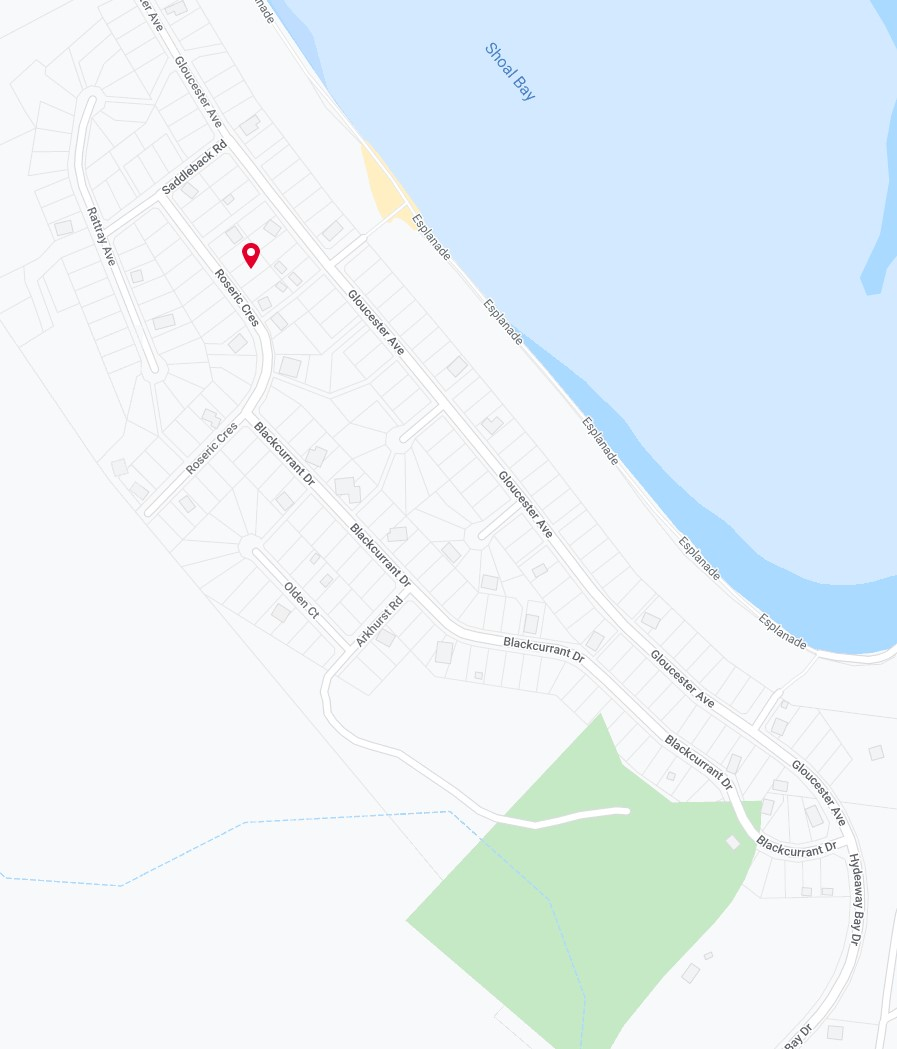 Shoal Bay
Gloucester Ave
Saddleback Rd
Rattray Ave
Esplanade
Roseric Cres
Gloucester Ave
Esplanade
Roseric Cres
Blackcurrant Dr
Esplanade
Gloucester Ave
Blackcurrant Dr
Esplanade
Olden Ct
Arkhurst Rd
Esplanade
Blackcurrant Dr
Gloucester Ave
Blackcurrant Dr
Gloucester Ave
Blackcurrant Dr
Hydeaway Bay Dr
Bay Dr